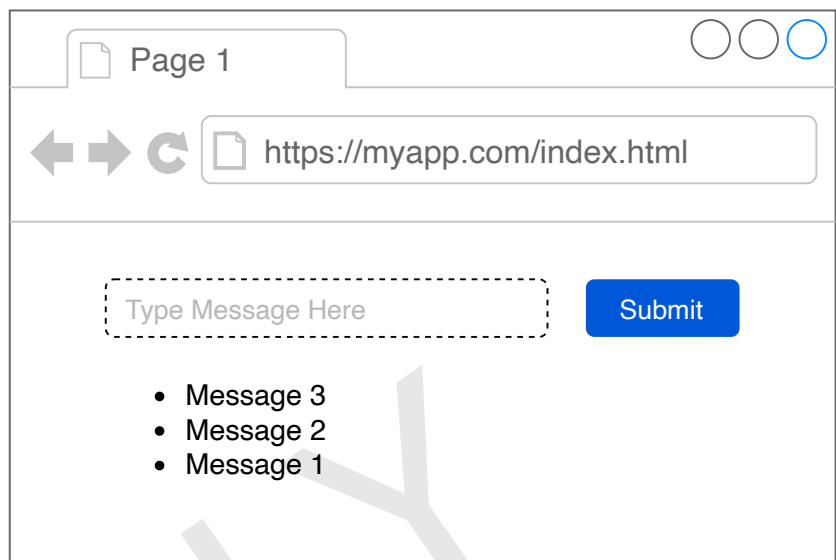 Page 1
https://myapp.com/index.html
Type Message Here Submit
Message 3
Message 2
Message 1